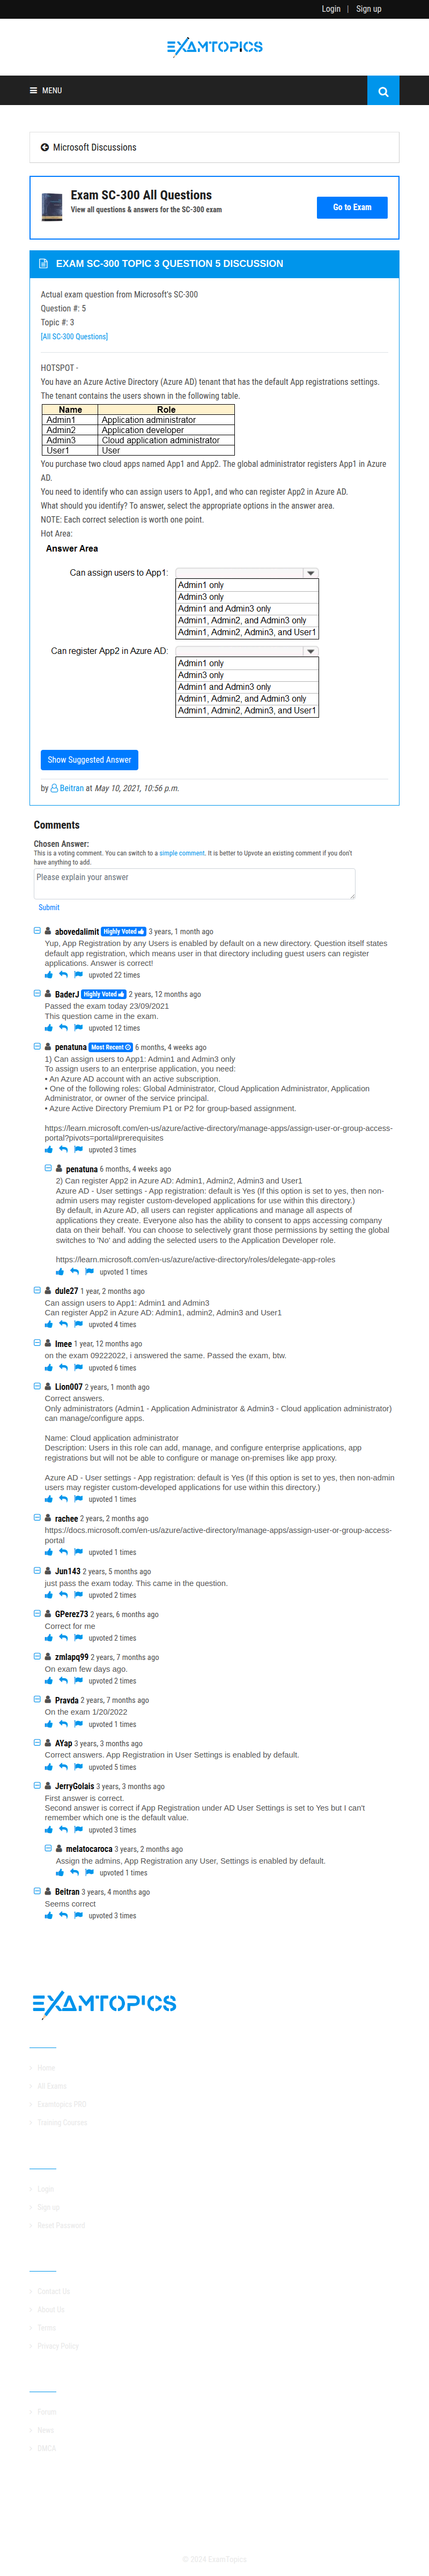 Login | Sign up
EXAMTOPICS
MENU
Microsoft Discussions
Exam SC-300 All Questions
View all questions & answers for the SC-300 exam
Go to Exam
EXAM SC-300 TOPIC 3 QUESTION 5 DISCUSSION
Actual exam question from Microsoft's SC-300
Question #: 5
Topic #: 3
[All SC-300 Questions]
HOTSPOT -
You have an Azure Active Directory (Azure AD) tenant that has the default App registrations settings.
The tenant contains the users shown in the following table.
Name Role
Admin1 Application administrator
Admin2 Application developer
Admin3 Cloud application administrator
User1 User
You purchase two cloud apps named App1 and App2. The global administrator registers App1 in Azure
AD.
You need to identify who can assign users to App1, and who can register App2 in Azure AD.
What should you identify? To answer, select the appropriate options in the answer area.
NOTE: Each correct selection is worth one point.
Hot Area:
Answer Area
Can assign users to App1:
Admin1 only
Admin3 only
Admin1 and Admin3 only
Admin1, Admin2, and Admin3 only
Admin1, Admin2, Admin3, and User1
Can register App2 in Azure AD:
Admin1 only
Admin3 only
Admin1 and Admin3 only
Admin1, Admin2, and Admin3 only
Admin1, Admin2, Admin3, and User1
Show Suggested Answer
by Beitran at May 10, 2021, 10:56 p.m.
Comments
Chosen Answer:
This is a voting comment. You can switch to a simple comment. It is better to Upvote an existing comment if you don't
have anything to add.
Please explain your answer
Submit
abovedalimit Highly Voted 3 years, 1 month ago
Yup, App Registration by any Users is enabled by default on a new directory. Question itself states
default app registration, which means user in that directory including guest users can register
applications. Answer is correct!
upvoted 22 times
BaderJ Highly Voted 2 years, 12 months ago
Passed the exam today 23/09/2021
This question came in the exam.
upvoted 12 times
penatuna Most Recent 6 months, 4 weeks ago
1) Can assign users to App1: Admin1 and Admin3 only
To assign users to an enterprise application, you need:
• An Azure AD account with an active subscription.
• One of the following roles: Global Administrator, Cloud Application Administrator, Application
Administrator, or owner of the service principal.
• Azure Active Directory Premium P1 or P2 for group-based assignment.
https://learn.microsoft.com/en-us/azure/active-directory/manage-apps/assign-user-or-group-access-
portal?pivots=portal#prerequisites
upvoted 3 times
penatuna 6 months, 4 weeks ago
2) Can register App2 in Azure AD: Admin1, Admin2, Admin3 and User1
Azure AD - User settings - App registration: default is Yes (If this option is set to yes, then non-
admin users may register custom-developed applications for use within this directory.)
By default, in Azure AD, all users can register applications and manage all aspects of
applications they create. Everyone also has the ability to consent to apps accessing company
data on their behalf. You can choose to selectively grant those permissions by setting the global
switches to 'No' and adding the selected users to the Application Developer role.
https://learn.microsoft.com/en-us/azure/active-directory/roles/delegate-app-roles
upvoted 1 times
dule27 1 year, 2 months ago
Can assign users to App1: Admin1 and Admin3
Can register App2 in Azure AD: Admin1, admin2, Admin3 and User1
upvoted 4 times
Imee 1 year, 12 months ago
on the exam 09222022, i answered the same. Passed the exam, btw.
upvoted 6 times
Lion007 2 years, 1 month ago
Correct answers.
Only administrators (Admin1 - Application Administrator & Admin3 - Cloud application administrator)
can manage/configure apps.
Name: Cloud application administrator
Description: Users in this role can add, manage, and configure enterprise applications, app
registrations but will not be able to configure or manage on-premises like app proxy.
Azure AD - User settings - App registration: default is Yes (If this option is set to yes, then non-admin
users may register custom-developed applications for use within this directory.)
upvoted 1 times
rachee 2 years, 2 months ago
https://docs.microsoft.com/en-us/azure/active-directory/manage-apps/assign-user-or-group-access-
portal
upvoted 1 times
Jun143 2 years, 5 months ago
just pass the exam today. This came in the question.
upvoted 2 times
GPerez73 2 years, 6 months ago
Correct for me
upvoted 2 times
zmlapq99 2 years, 7 months ago
On exam few days ago.
upvoted 2 times
Pravda 2 years, 7 months ago
On the exam 1/20/2022
upvoted 1 times
AYap 3 years, 3 months ago
Correct answers. App Registration in User Settings is enabled by default.
upvoted 5 times
JerryGolais 3 years, 3 months ago
First answer is correct.
Second answer is correct if App Registration under AD User Settings is set to Yes but I can't
remember which one is the default value.
upvoted 3 times
melatocaroca 3 years, 2 months ago
Assign the admins, App Registration any User, Settings is enabled by default.
upvoted 1 times
Beitran 3 years, 4 months ago
Seems correct
upvoted 3 times
EXAMTOPICS
Home
All Exams
Examtopics PRO
Training Courses
Login
Sign up
Reset Password
Contact Us
About Us
Terms
Privacy Policy
Forum
News
DMCA
© 2024 ExamTopics